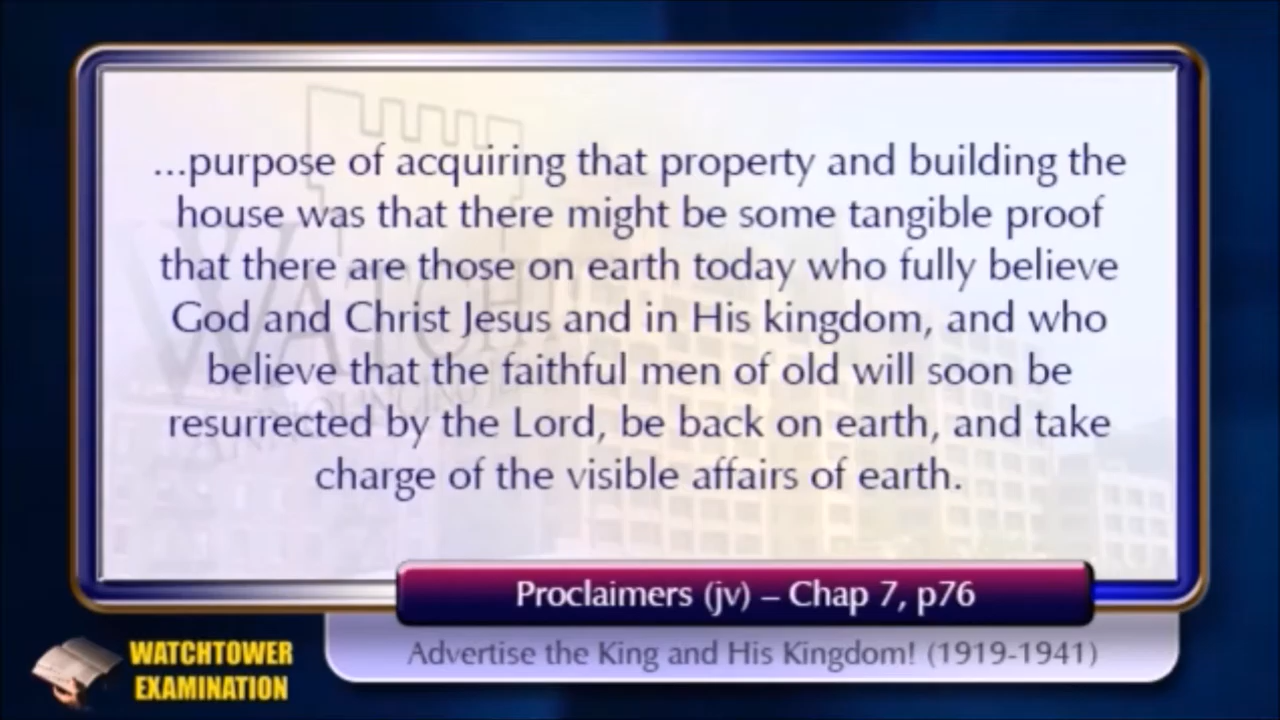 ...purpose of acquiring that property and building the
house was that there might be some tangible proof
that there are those on earth today who fully believe
God and Christ Jesus and in His kingdom, and who
believe that the faithful men of old will soon be
resurrected by the Lord, be back on earth, and take
charge of the visible affairs of earth.
Proclaimers (jv) – Chap 7, p76
Advertise the King and His Kingdom! (1919-1941)
WATCHTOWER
EXAMINATION